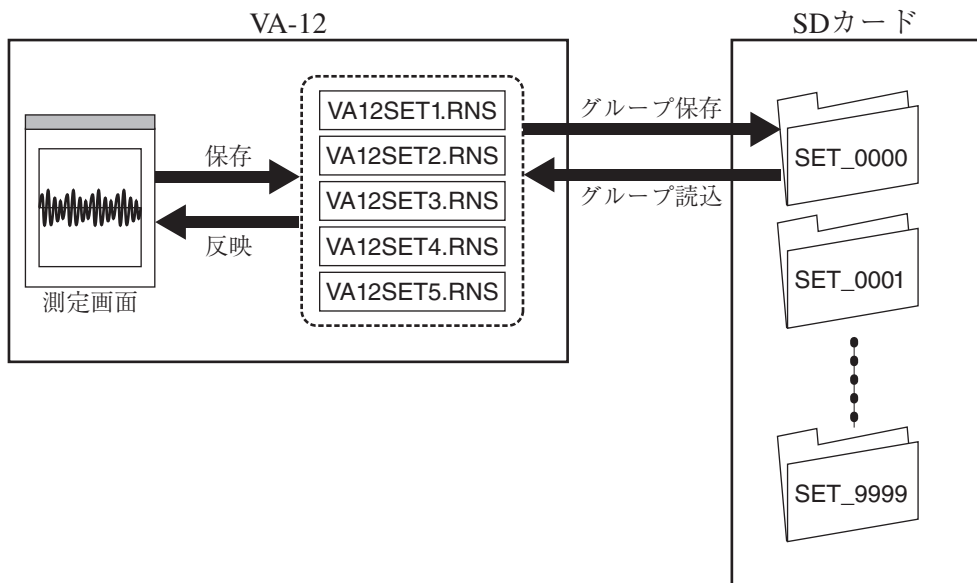 VA-12
SDカード
VA12SET1.RNS
VA12SET2.RNS
VA12SET3.RNS
VA12SET4.RNS
VA12SET5.RNS
保存
反映
測定画面
グループ保存
グループ読込
SET_0000
SET_0001
SET_9999